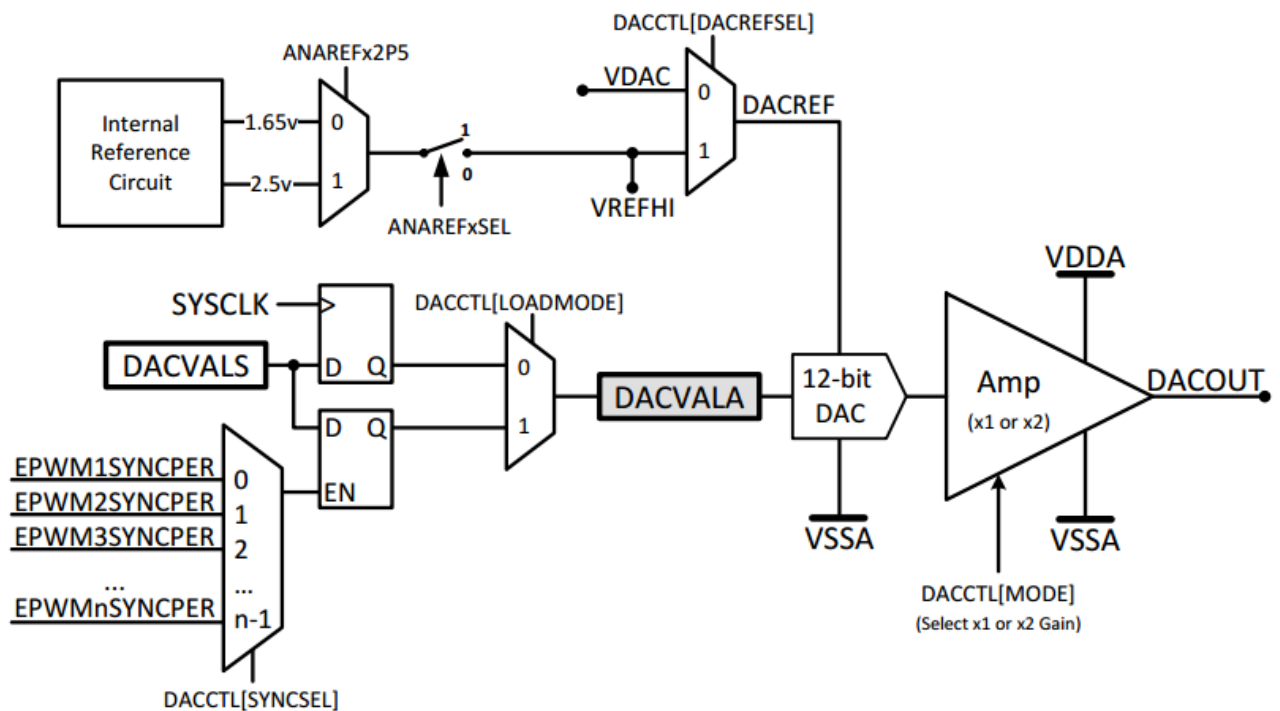 DACCTL[DACREFSEL]
ANAREFx2P5
VDAC
0
DACREF
Internal
Reference
Circuit
1.65v
0
1
1
2.5v
1
0
VREFHI
ANAREFxSEL
VDDA
SYSCLK
>
DACCTL[LOADMODE]
DACVALS
D Q
0
DACVALA
12-bit
DAC
Amp
(x1 or x2)
DACOUT
D Q
1
EN
EPWM1SYNCPER
0
EPWM2SYNCPER
1
EPWM3SYNCPER
2
...
...
EPWMnSYNCPER
n-1
VSSA
VSSA
DACCTL[MODE]
(Select x1 or x2 Gain)
DACCTL[SYNCSEL]